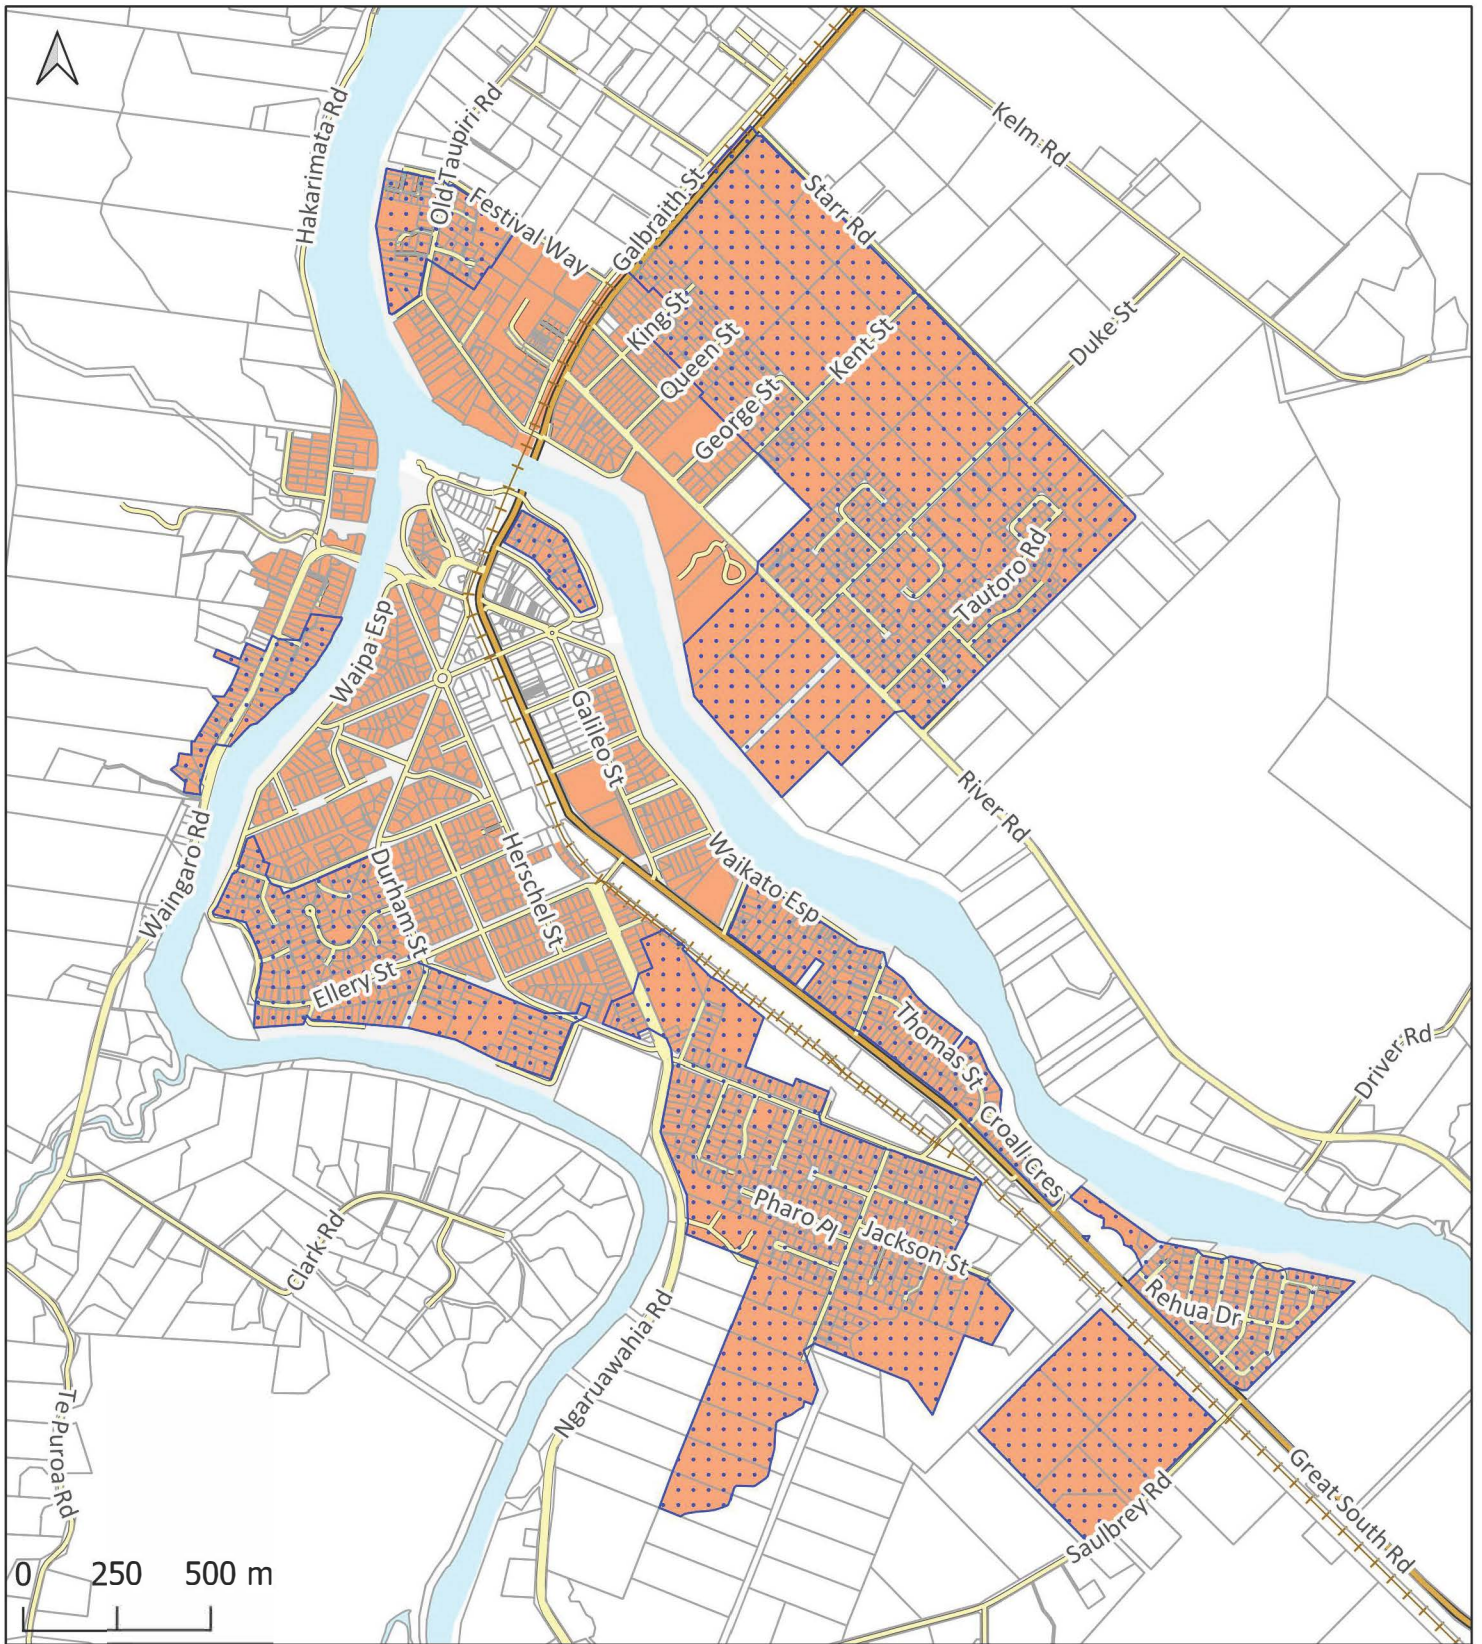 Hakarimata Rd
Old Taupiri Rd
Festival Way
Galbraith St
Starr Rd
Kelm Rd
Duke St
King St
Queen St
George St
Kent St
Tautoro Rd
Waipa Esp
Galileo St
River Rd
Waingaro Rd
Durham St
Herschel St
Waikato Esp
Ellery St
Thomas St
Croall Cres
Driver Rd
Clark Rd
Pharo Pl
Jackson St
Rehua Dr
Ngaruawahia Rd
Te Puroa Rd
Saulbrey Rd
Great South Rd
0 250 500 m